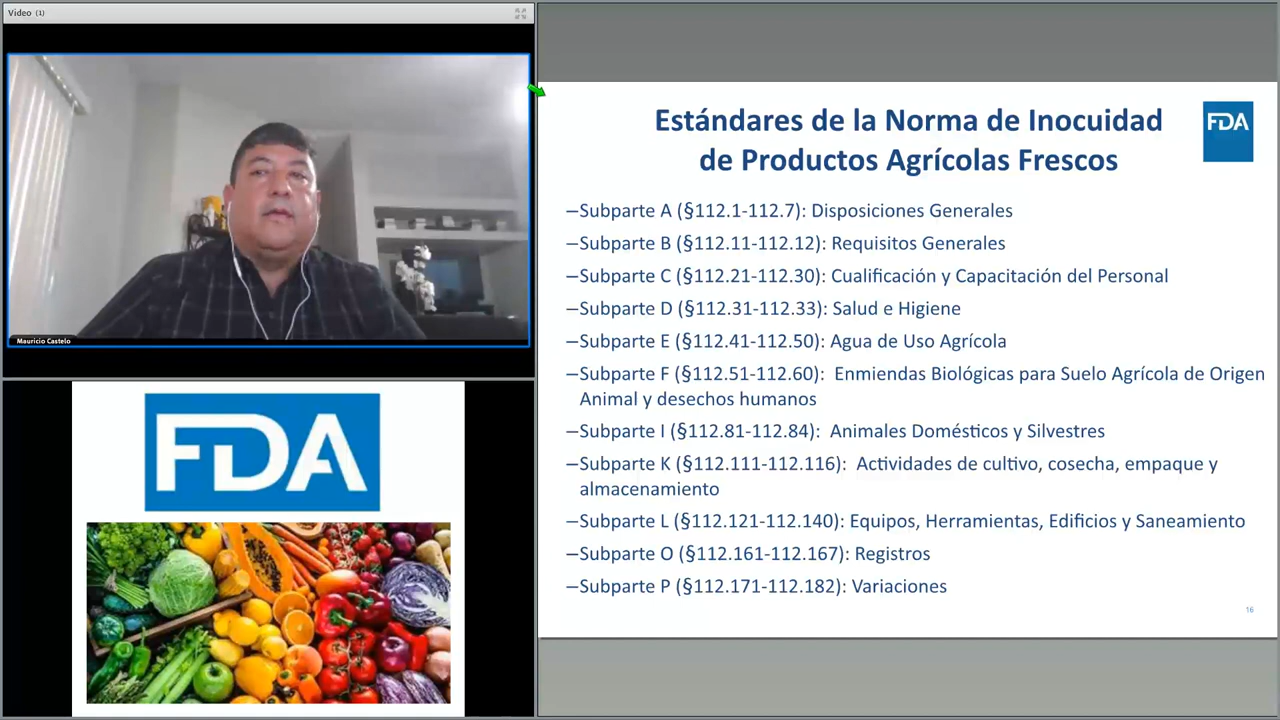 Video (1)
Mauricio Castelo
FDA
Estándares de la Norma de Inocuidad
de Productos Agrícolas Frescos
FDA
–Subparte A (§112.1-112.7): Disposiciones Generales
–Subparte B (§112.11-112.12): Requisitos Generales
–Subparte C (§112.21-112.30): Cualificación y Capacitación del Personal
–Subparte D (§112.31-112.33): Salud e Higiene
–Subparte E (§112.41-112.50): Agua de Uso Agrícola
–Subparte F (§112.51-112.60): Enmiendas Biológicas para Suelo Agrícola de Origen
Animal y desechos humanos
–Subparte I (§112.81-112.84): Animales Domésticos y Silvestres
–Subparte K (§112.111-112.116): Actividades de cultivo, cosecha, empaque y
almacenamiento
–Subparte L (§112.121-112.140): Equipos, Herramientas, Edificios y Saneamiento
–Subparte O (§112.161-112.167): Registros
–Subparte P (§112.171-112.182): Variaciones
16